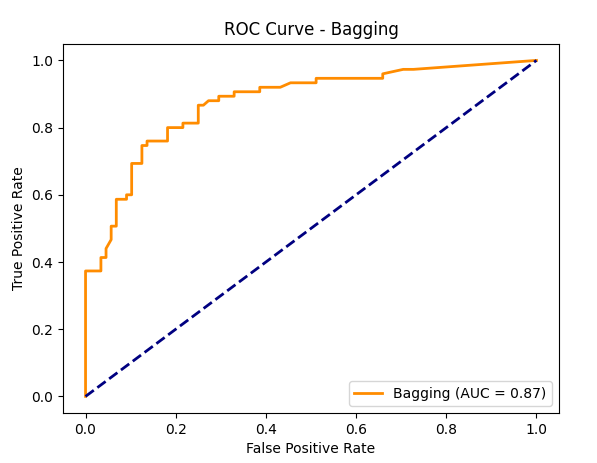 ROC Curve - Bagging
True Positive Rate
1.0
0.8
0.6
0.4
0.2
0.0
0.0 0.2 0.4 0.6 0.8 1.0
False Positive Rate
Bagging (AUC = 0.87)